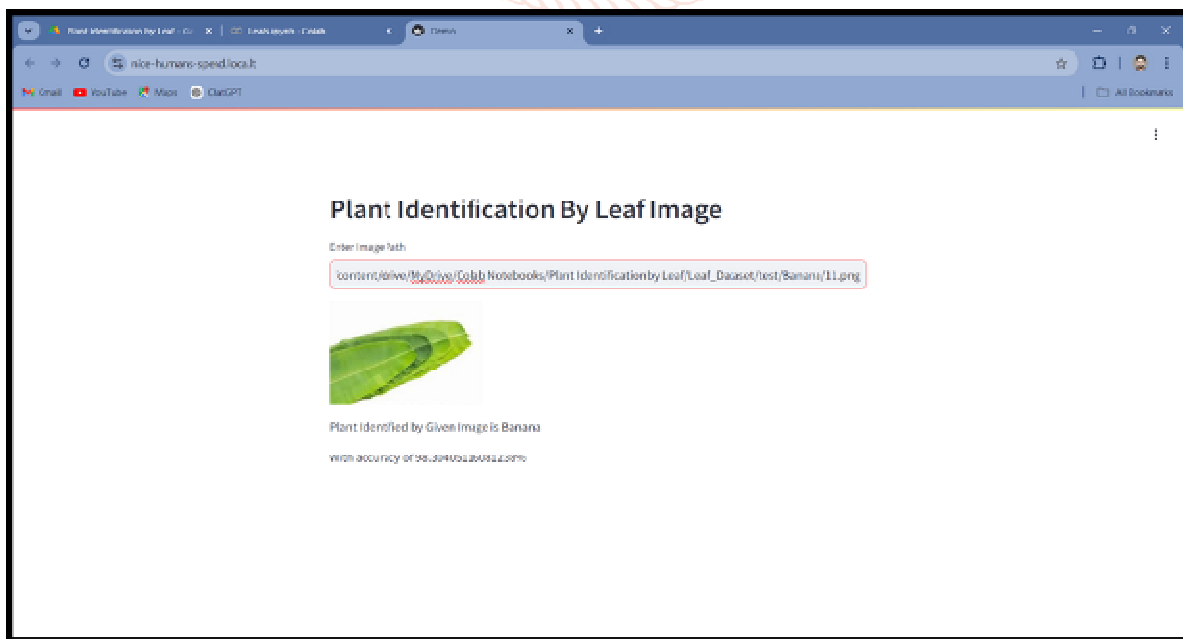 Plant Identification by Leaf - Co
Leafs.ipynb - Colab
Demo
nice-humans-speed.loca.lt
Gmail YouTube Maps ChatGPT All Bookmarks
Plant Identification By Leaf Image
Enter Image Path
content/drive/MyDrive/Colab Notebooks/Plant Identification by Leaf/Leaf_Dataset/test/Banana/11.png
Plant Identified by Given Image is Banana
With accuracy of